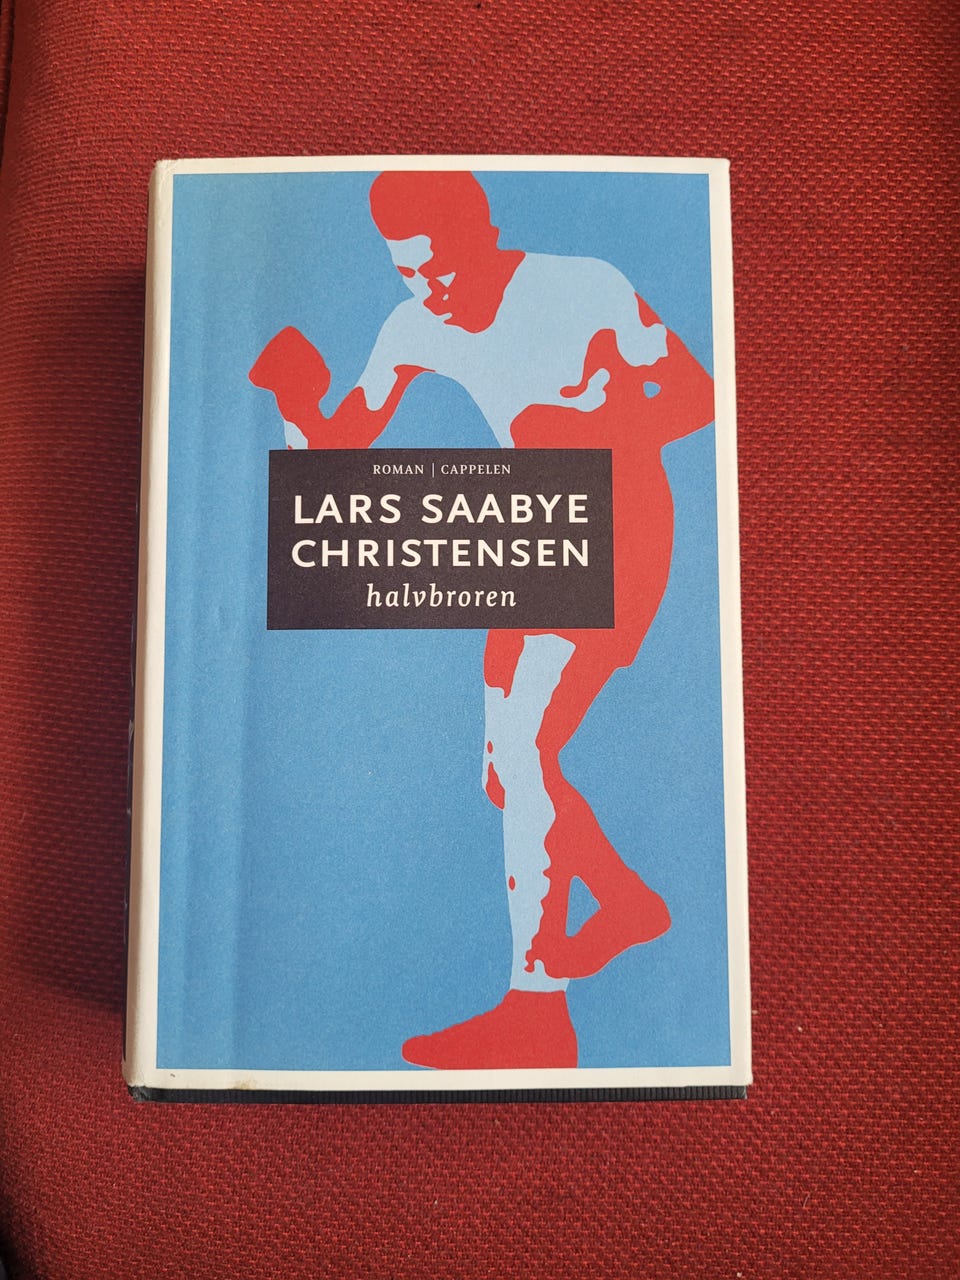 ROMAN | CAPPELEN
LARS SAABYE
CHRISTENSEN
halvbroren